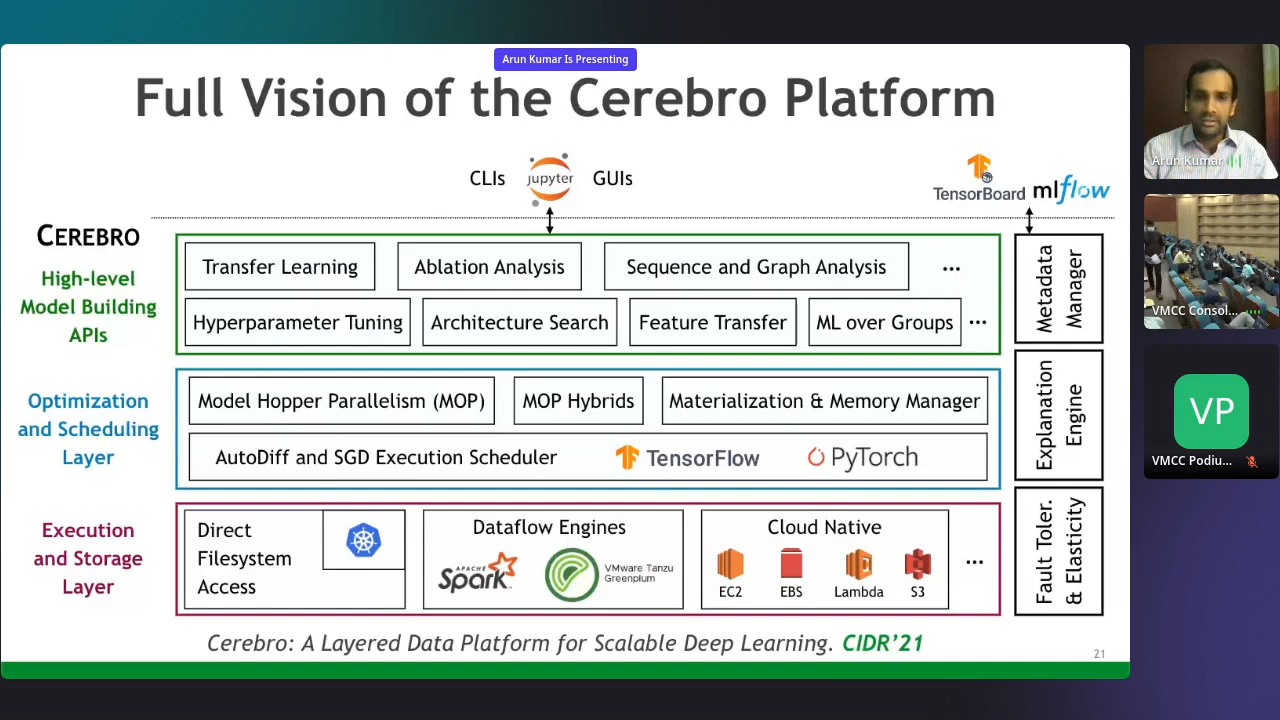 Arun Kumar Is Presenting
Full Vision of the Cerebro Platform
CLIs
jupyter
GUIs
TensorBoard
mlflow
CEREBRO
High-level
Model Building
APIs
Transfer Learning
Ablation Analysis
Sequence and Graph Analysis
...
Hyperparameter Tuning
Architecture Search
Feature Transfer
ML over Groups
...
Metadata
Manager
Optimization
and Scheduling
Layer
Model Hopper Parallelism (MOP)
MOP Hybrids
Materialization & Memory Manager
AutoDiff and SGD Execution Scheduler
TensorFlow
PyTorch
Explanation
Engine
Execution
and Storage
Layer
Direct
Filesystem
Access
Dataflow Engines
APACHE
Spark
VMware Tanzu
Greenplum
Cloud Native
EC2
EBS
Lambda
S3
...
Fault Toler.
& Elasticity
Cerebro: A Layered Data Platform for Scalable Deep Learning. CIDR’21
21
Arun Kumar
VMCC Consol...
VP
VMCC Podiu...